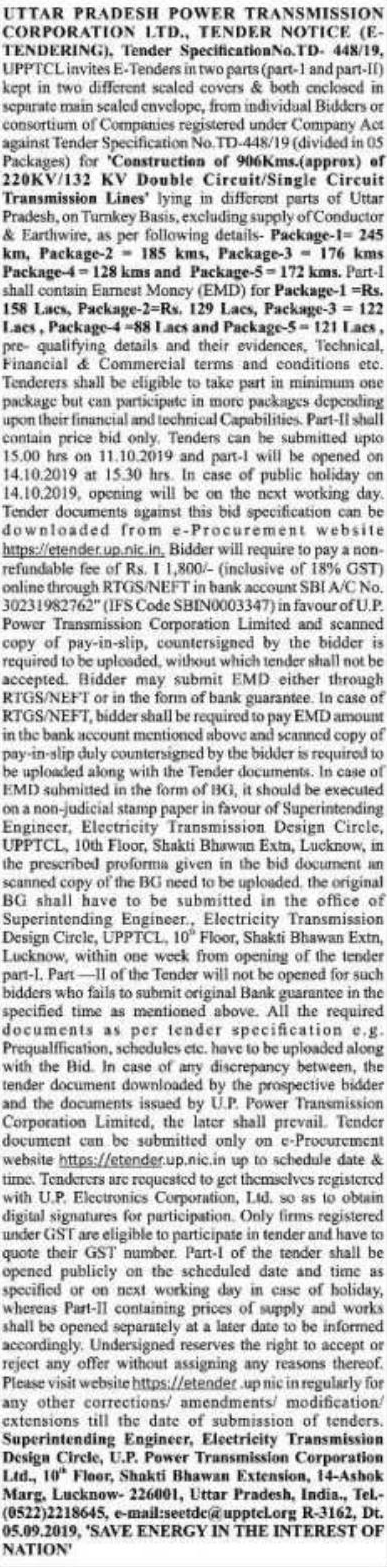 UTTAR PRADESH POWER TRANSMISSION
CORPORATION LTD., TENDER NOTICE (E-
TENDERING), Tender SpecificationNo.TD- 448/19,
UPPTCL invites E-Tenders in two parts (part-1 and part-II)
kept in two different sealed covers & both enclosed in
separate main sealed envelope, from individual Bidders or
consortium of Companies registered under Company Act
against Tender Specification No.TD-448/19 (divided in 05
Packages) for 'Construction of 906Kms.(approx) of
220KV/132 KV Double Circuit/Single Circuit
Transmission Lines' lying in different parts of Uttar
Pradesh, on Turnkey Basis, excluding supply of Conductor
& Earthwire, as per following details- Package-1= 245
km, Package-2 = 185 kms, Package-3 = 176 kms
Package-4 = 128 kms and Package-5 = 172 kms. Part-I
shall contain Earnest Money (EMD) for Package-1 =Rs.
158 Lacs, Package-2=Rs. 129 Lacs, Package-3 = 122
Lacs , Package-4 =88 Lacs and Package-5 = 121 Lacs ,
pre- qualifying details and their evidences, Technical,
Financial & Commercial terms and conditions etc.
Tenderers shall be eligible to take part in minimum one
package but can participate in more packages depending
upon their financial and technical Capabilities. Part-II shall
contain price bid only. Tenders can be submitted upto
15.00 hrs on 11.10.2019 and part-I will be opened on
14.10.2019 at 15.30 hrs. In case of public holiday on
14.10.2019, opening will be on the next working day.
Tender documents against this bid specification can be
downloaded from e-Procurement website
https://etender.up.nic.in. Bidder will require to pay a non-
refundable fee of Rs. 1 1,800/- (inclusive of 18% GST)
online through RTGS/NEFT in bank account SBI A/C No.
30231982762" (IFS Code SBIN0003347) in favour of U.P.
Power Transmission Corporation Limited and scanned
copy of pay-in-slip, countersigned by the bidder is
required to be uploaded, without which tender shall not be
accepted. Bidder may submit EMD either through
RTGS/NEFT or in the form of bank guarantee. In case of
RTGS/NEFT, bidder shall be required to pay EMD amount
in the bank account mentioned above and scanned copy of
pay-in-slip duly countersigned by the bidder is required to
be uploaded along with the Tender documents. In case of
EMD submitted in the form of BG, it should be executed
on a non-judicial stamp paper in favour of Superintending
Engineer, Electricity Transmission Design Circle,
UPPTCL, 10th Floor, Shakti Bhawan Extn, Lucknow, in
the prescribed proforma given in the bid document an
scanned copy of the BG need to be uploaded. the original
BG shall have to be submitted in the office of
Superintending Engineer., Electricity Transmission
Design Circle, UPPTCL, 10th Floor, Shakti Bhawan Extn,
Lucknow, within one week from opening of the tender
part-I. Part —II of the Tender will not be opened for such
bidders who fails to submit original Bank guarantee in the
specified time as mentioned above. All the required
documents as per tender specification e.g.
Prequalffication, schedules etc. have to be uploaded along
with the Bid. In case of any discrepancy between, the
tender document downloaded by the prospective bidder
and the documents issued by U.P. Power Transmission
Corporation Limited, the later shall prevail. Tender
document can be submitted only on e-Procurement
website https://etender.up.nic.in up to schedule date &
time. Tenderers are requested to get themselves registered
with U.P. Electronics Corporation, Ltd. so as to obtain
digital signatures for participation. Only firms registered
under GST are eligible to participate in tender and have to
quote their GST number. Part-I of the tender shall be
opened publicly on the scheduled date and time as
specified or on next working day in case of holiday,
whereas Part-II containing prices of supply and works
shall be opened separately at a later date to be informed
accordingly. Undersigned reserves the right to accept or
reject any offer without assigning any reasons thereof.
Please visit website https://etender .up nic in regularly for
any other corrections/ amendments/ modification/
extensions till the date of submission of tenders.
Superintending Engineer, Electricity Transmission
Design Circle, U.P. Power Transmission Corporation
Ltd., 10th Floor, Shakti Bhawan Extension, 14-Ashok
Marg, Lucknow- 226001, Uttar Pradesh, India., Tel.-
(0522)2218645, e-mail:seetdc@upptcl.org R-3162, Dt.
05.09.2019, 'SAVE ENERGY IN THE INTEREST OF
NATION'